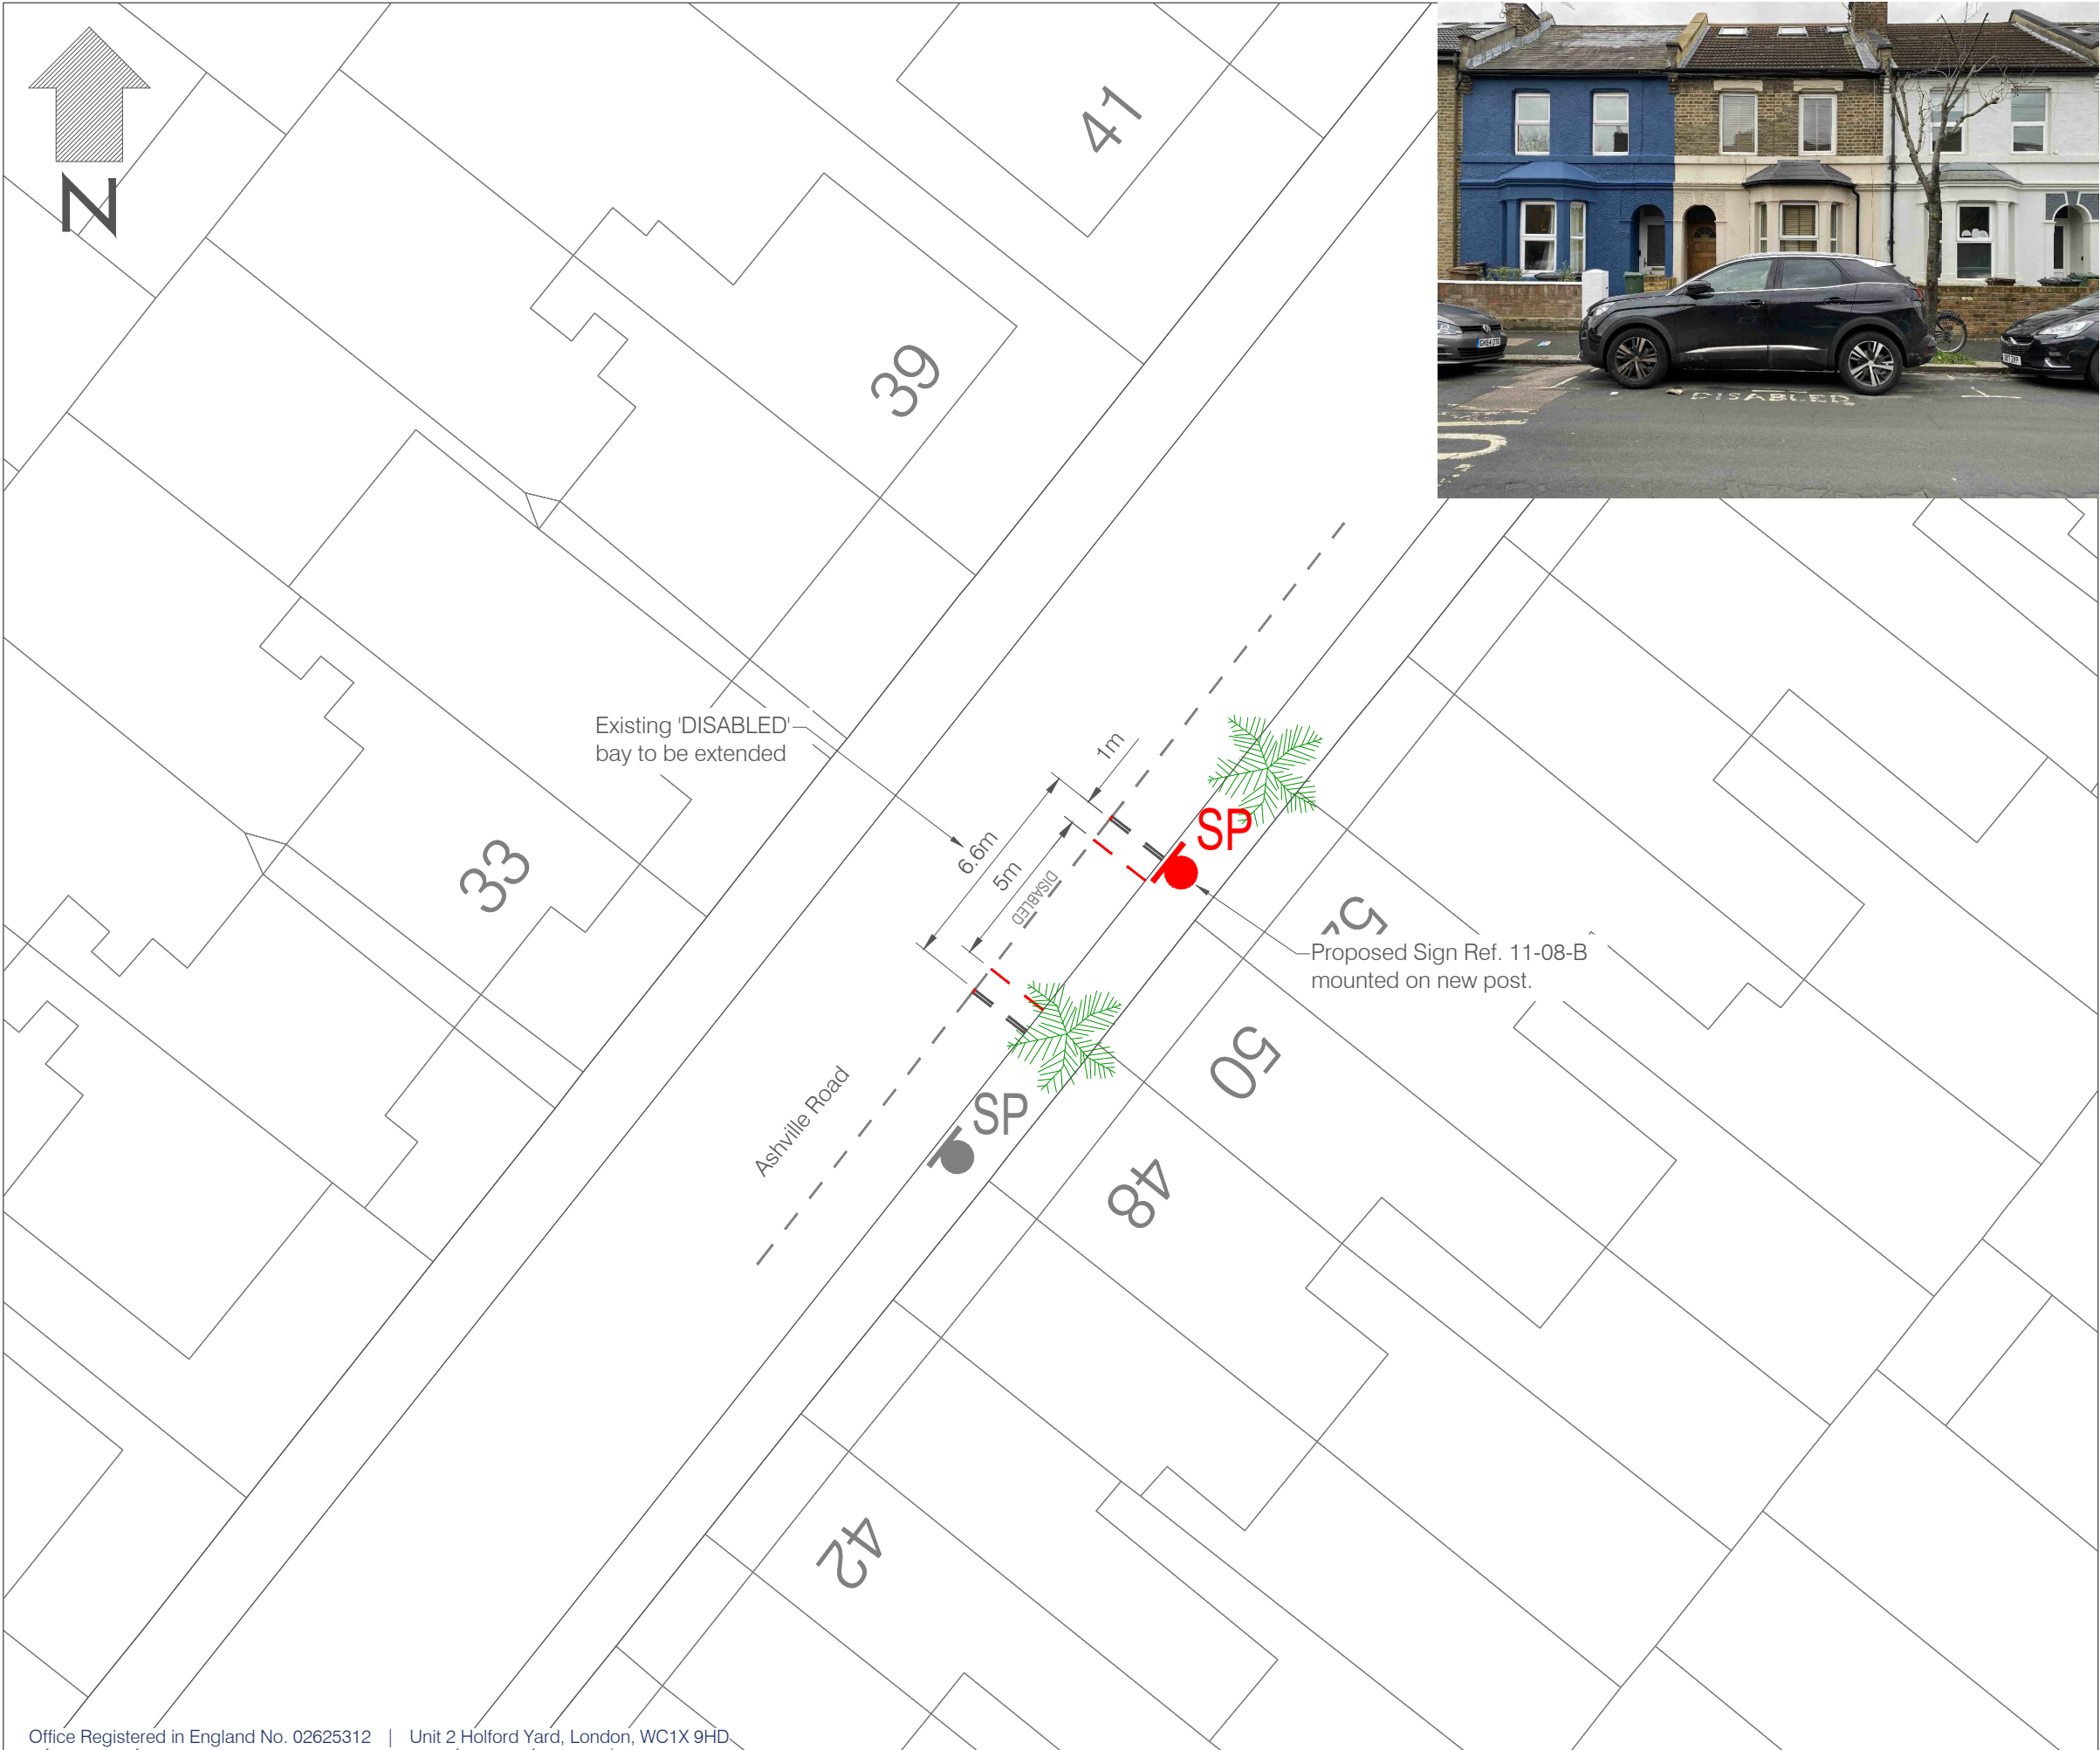 N
41
39
Existing 'DISABLED'
bay to be extended
1m
6.6m
5m
DISABLED
SP
33
Proposed Sign Ref. 11-08-B
mounted on new post.
50
Ashville Road
SP
48
42
DISABLED
Office Registered in England No. 02625312 | Unit 2 Holford Yard, London, WC1X 9HD